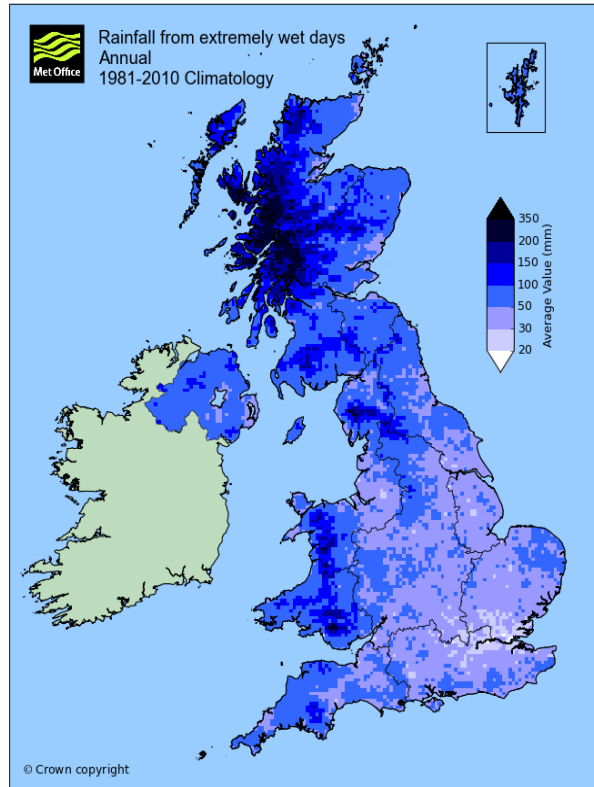 Met Office
Rainfall from extremely wet days
Annual
1981-2010 Climatology
350
200
150
100
50
30
20
Average Value (mm)
© Crown copyright